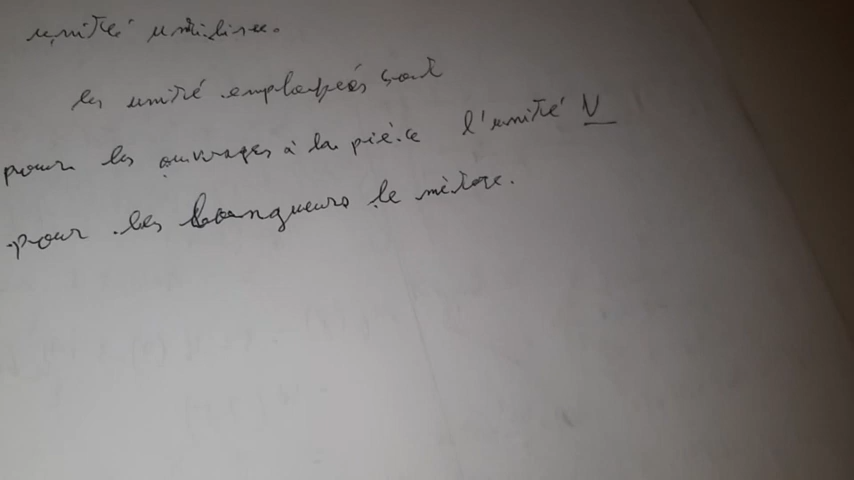 unité utilisée.
les unité employées sont
pour les ouvrages à la pièce l'unité U
pour les longueurs le mètre.